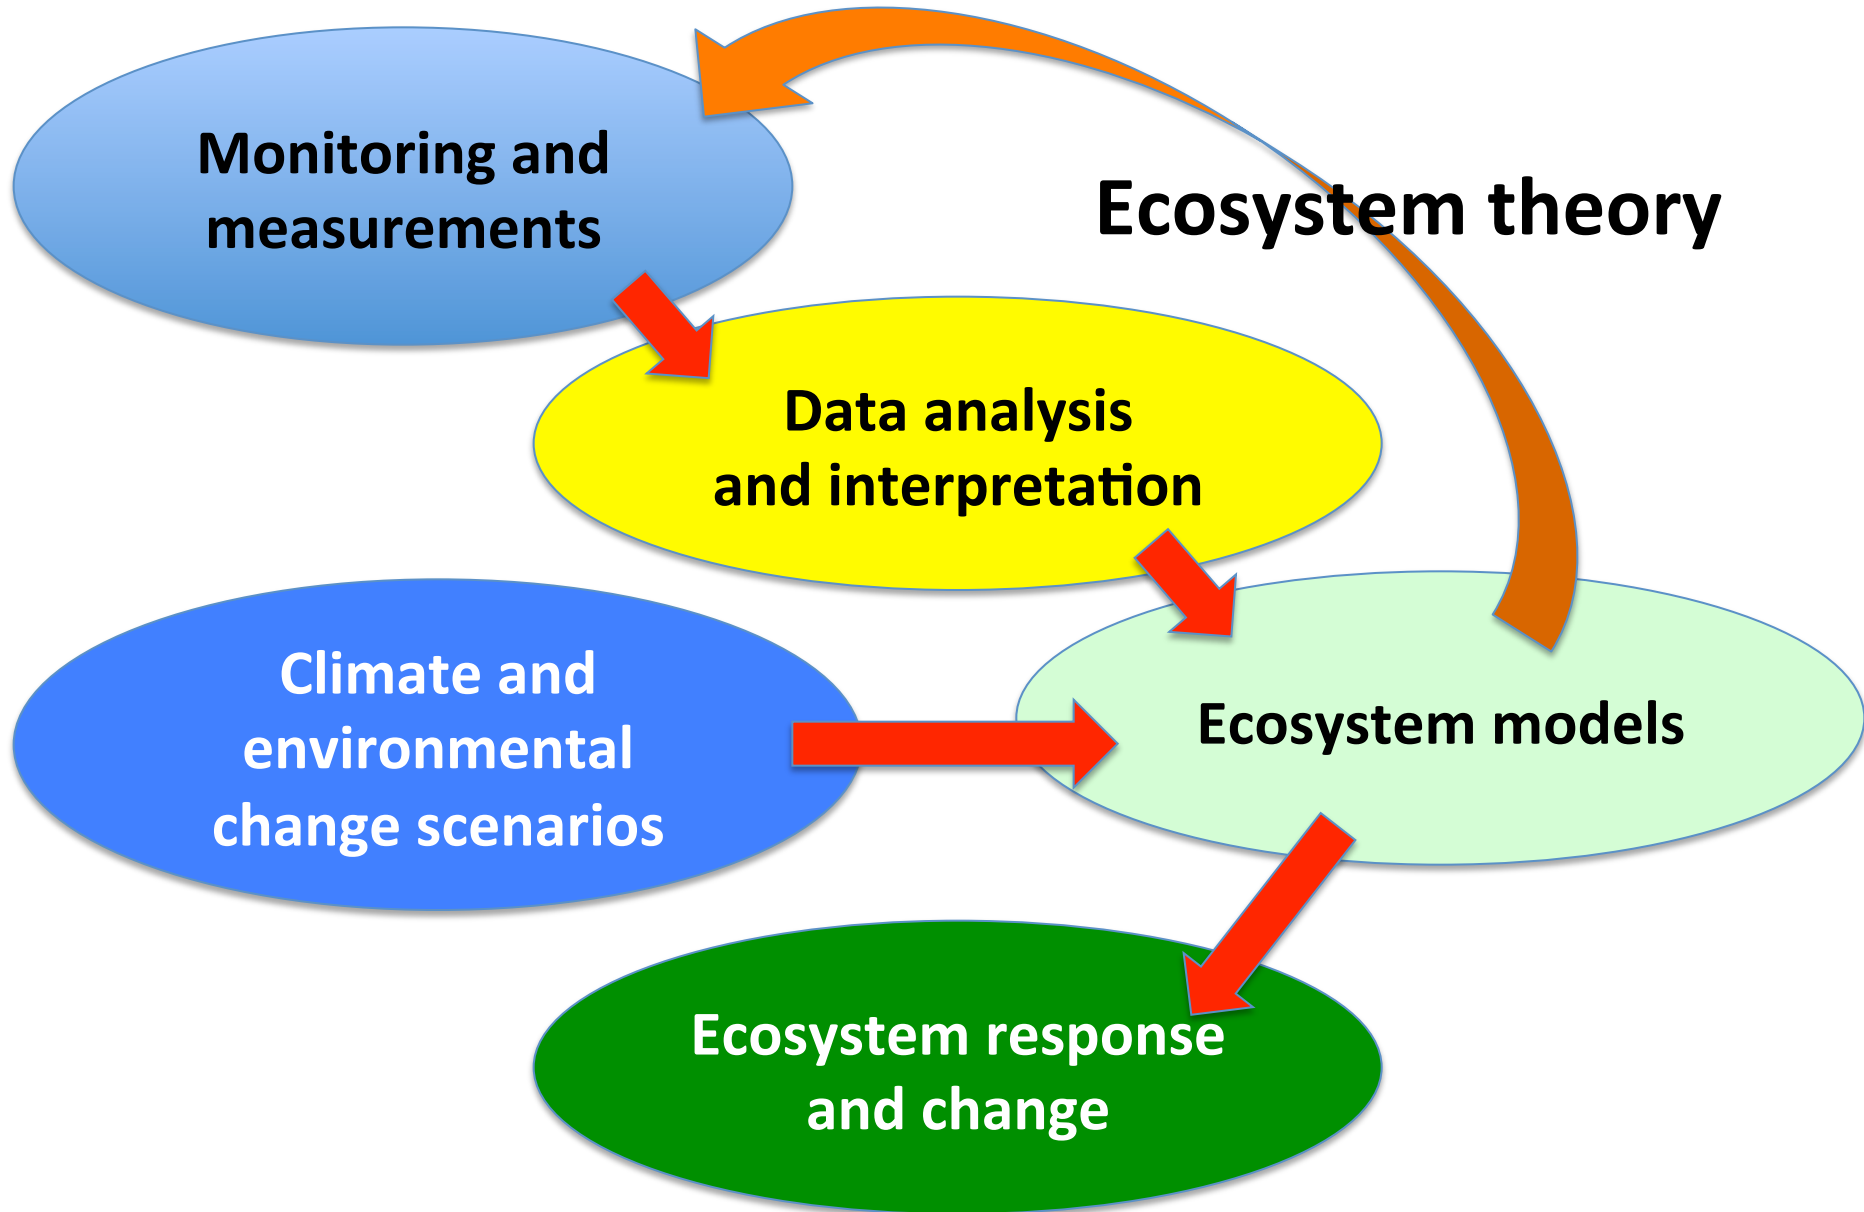 Monitoring and
measurements
Ecosystem theory
Data analysis
and interpretation
Climate and
environmental
change scenarios
Ecosystem models
Ecosystem response
and change